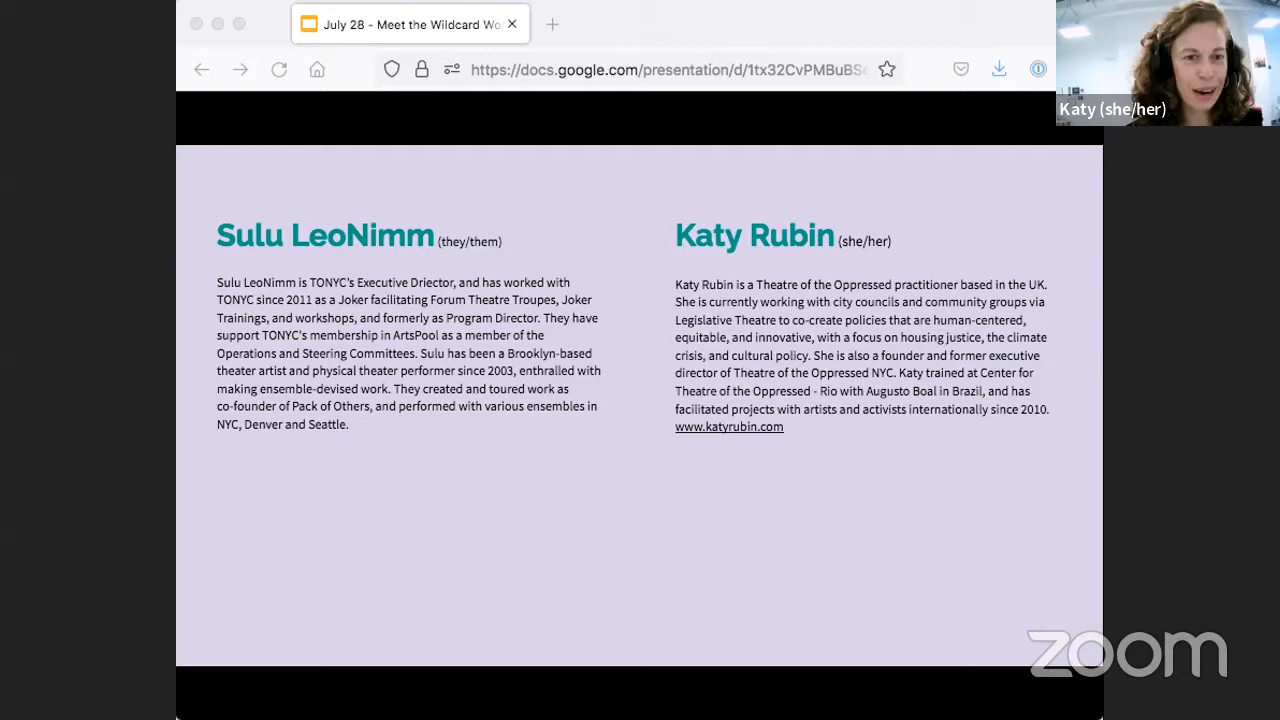 July 28 - Meet the Wildcard Wo
https://docs.google.com/presentation/d/1tx32CvPMBuBSe
Katy (she/her)
Sulu LeoNimm (they/them)
Sulu LeoNimm is TONYC's Executive Driector, and has worked with
TONYC since 2011 as a Joker facilitating Forum Theatre Troupes, Joker
Trainings, and workshops, and formerly as Program Director. They have
support TONYC's membership in ArtsPool as a member of the
Operations and Steering Committees. Sulu has been a Brooklyn-based
theater artist and physical theater performer since 2003, enthralled with
making ensemble-devised work. They created and toured work as
co-founder of Pack of Others, and performed with various ensembles in
NYC, Denver and Seattle.
Katy Rubin (she/her)
Katy Rubin is a Theatre of the Oppressed practitioner based in the UK.
She is currently working with city councils and community groups via
Legislative Theatre to co-create policies that are human-centered,
equitable, and innovative, with a focus on housing justice, the climate
crisis, and cultural policy. She is also a founder and former executive
director of Theatre of the Oppressed NYC. Katy trained at Center for
Theatre of the Oppressed - Rio with Augusto Boal in Brazil, and has
facilitated projects with artists and activists internationally since 2010.
www.katyrubin.com
zoom